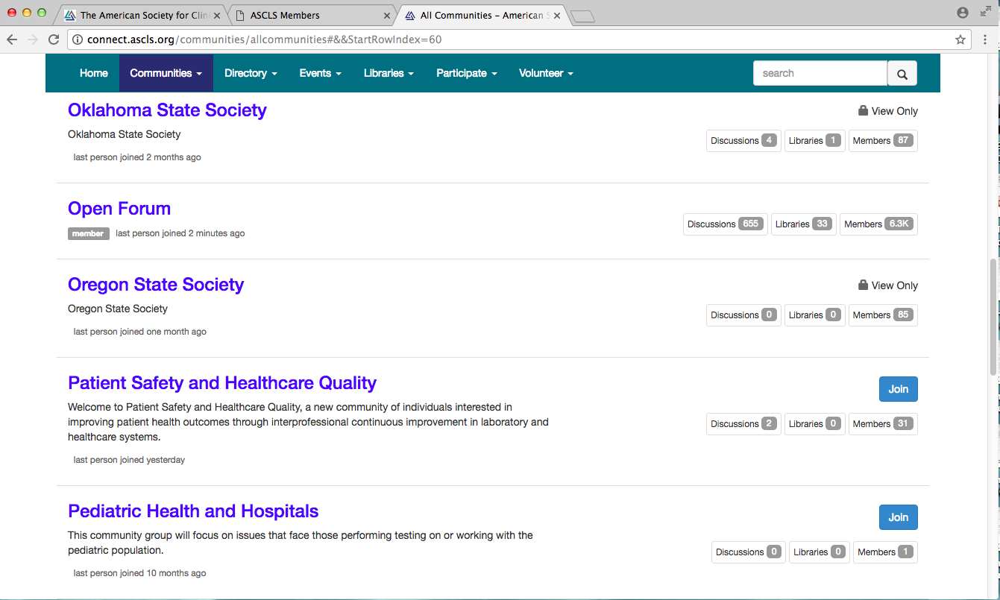 The American Society for Clin
ASCLS Members
All Communities – American S
connect.ascls.org/communities/allcommunities#&&StartRowIndex=60
Home Communities Directory Events Libraries Participate Volunteer search
Oklahoma State Society
View Only
Oklahoma State Society
Discussions 4 Libraries 1 Members 87
last person joined 2 months ago
Open Forum
Discussions 655 Libraries 33 Members 6.3K
member last person joined 2 minutes ago
Oregon State Society
View Only
Oregon State Society
Discussions 0 Libraries 0 Members 85
last person joined one month ago
Patient Safety and Healthcare Quality
Join
Welcome to Patient Safety and Healthcare Quality, a new community of individuals interested in
improving patient health outcomes through interprofessional continuous improvement in laboratory and
healthcare systems.
Discussions 2 Libraries 0 Members 31
last person joined yesterday
Pediatric Health and Hospitals
Join
This community group will focus on issues that face those performing testing on or working with the
pediatric population.
Discussions 0 Libraries 0 Members 1
last person joined 10 months ago